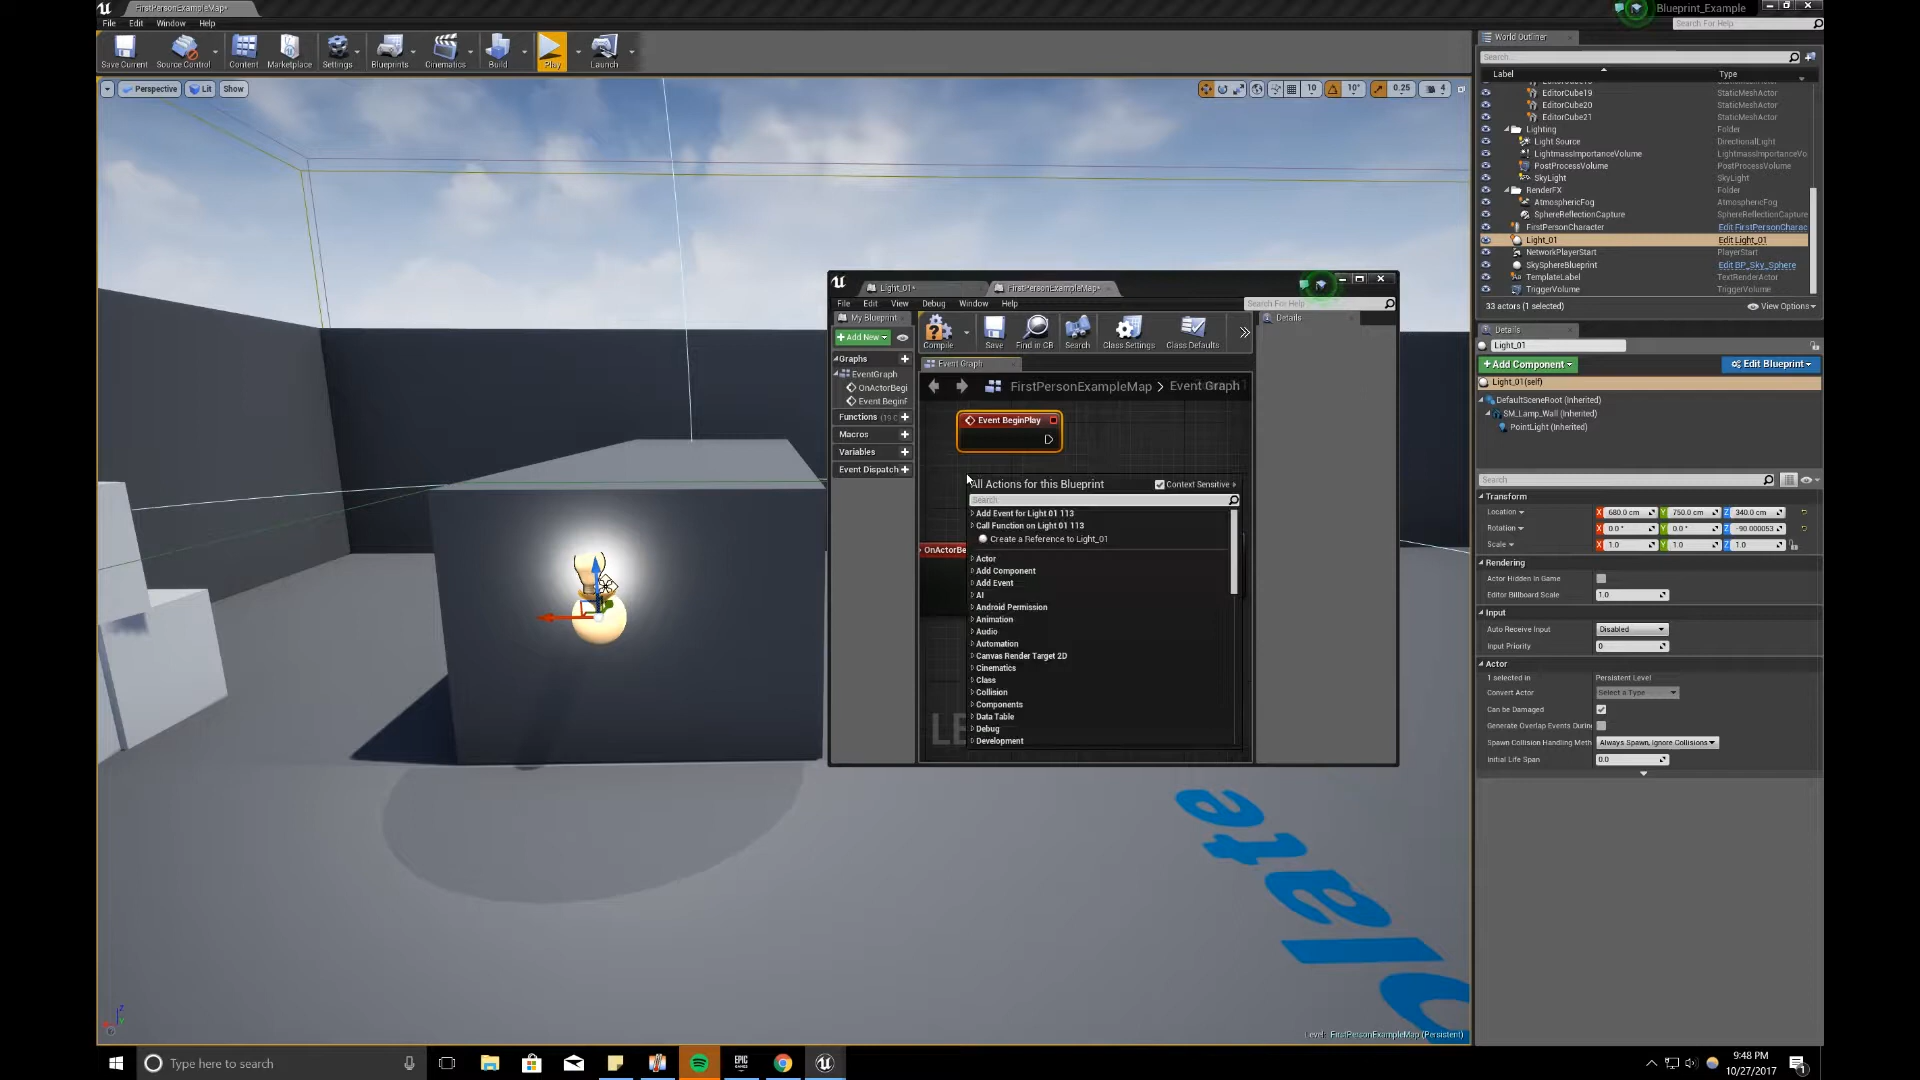 FirstPersonExampleMap*
Blueprint_Example
File Edit Window Help
Search For Help
Save Current Source Control Content Marketplace Settings Blueprints Cinematics Build Play Launch
Perspective Lit Show
10 10° 0.25 4
World Outliner
Search...
Label Type
EditorCube19 StaticMeshActor
EditorCube20 StaticMeshActor
EditorCube21 StaticMeshActor
Lighting Folder
Light Source DirectionalLight
LightmassImportanceVolume LightmassImportanceVo
PostProcessVolume PostProcessVolume
SkyLight SkyLight
RenderFX Folder
AtmosphericFog AtmosphericFog
SphereReflectionCapture SphereReflectionCapture
FirstPersonCharacter Edit FirstPersonCharac
Light_01 Edit Light_01
NetworkPlayerStart PlayerStart
SkySphereBlueprint Edit BP_Sky_Sphere
TemplateLabel TextRenderActor
TriggerVolume TriggerVolume
33 actors (1 selected) View Options
Details
Light_01
+Add Component Edit Blueprint
Light_01(self)
DefaultSceneRoot (Inherited)
SM_Lamp_Wall (Inherited)
PointLight (Inherited)
Search
Transform
Location X 680.0 cm Y 750.0 cm Z 340.0 cm
Rotation X 0.0 ° Y 0.0 ° Z -90.000053
Scale X 1.0 Y 1.0 Z 1.0
Rendering
Actor Hidden In Game
Editor Billboard Scale 1.0
Input
Auto Receive Input Disabled
Input Priority 0
Actor
1 selected in Persistent Level
Convert Actor Select a Type
Can be Damaged
Generate Overlap Events During
Spawn Collision Handling Meth Always Spawn, Ignore Collisions
Initial Life Span 0.0
Light_01* FirstPersonExampleMap*
File Edit View Debug Window Help
Search For Help
My Blueprint
+Add New
Graphs
EventGraph
OnActorBegi
Event BeginF
Functions (19 C
Macros
Variables
Event Dispatch
Compile Save Find in CB Search Class Settings Class Defaults
Event Graph
FirstPersonExampleMap > Event Graph
Event BeginPlay
OnActorBe
Details
All Actions for this Blueprint Context Sensitive
Search
Add Event for Light 01 113
Call Function on Light 01 113
Create a Reference to Light_01
Actor
Add Component
Add Event
AI
Android Permission
Animation
Audio
Automation
Canvas Render Target 2D
Cinematics
Class
Collision
Components
Data Table
Debug
Development
LE
plate
Level: FirstPersonExampleMap (Persistent)
Type here to search
EPIC GAMES
9:48 PM
10/27/2017
1